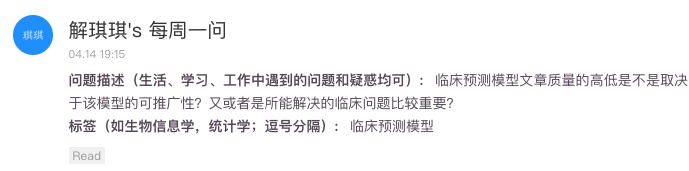 琪琪
解琪琪's 每周一问
04.14 19:15
问题描述（生活、学习、工作中遇到的问题和疑惑均可）： 临床预测模型文章质量的高低是不是取决
于该模型的可推广性？又或者是所能解决的临床问题比较重要？
标签（如生物信息学，统计学；逗号分隔）： 临床预测模型
Read